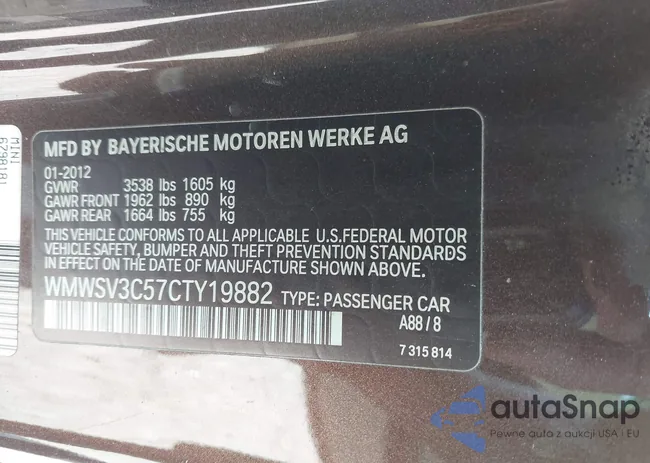 MFD BY BAYERISCHE MOTOREN WERKE AG
01-2012
GVWR 3538 lbs 1605 kg
GAWR FRONT 1962 lbs 890 kg
GAWR REAR 1664 lbs 755 kg
THIS VEHICLE CONFORMS TO ALL APPLICABLE U.S.FEDERAL MOTOR
VEHICLE SAFETY, BUMPER AND THEFT PREVENTION STANDARDS
IN EFFECT ON THE DATE OF MANUFACTURE SHOWN ABOVE.
WMWSV3C57CTY19882 TYPE: PASSENGER CAR
A88 / 8
7 315 814
MINI
6298181
autaSnap
Pewne auta z aukcji USA i EU